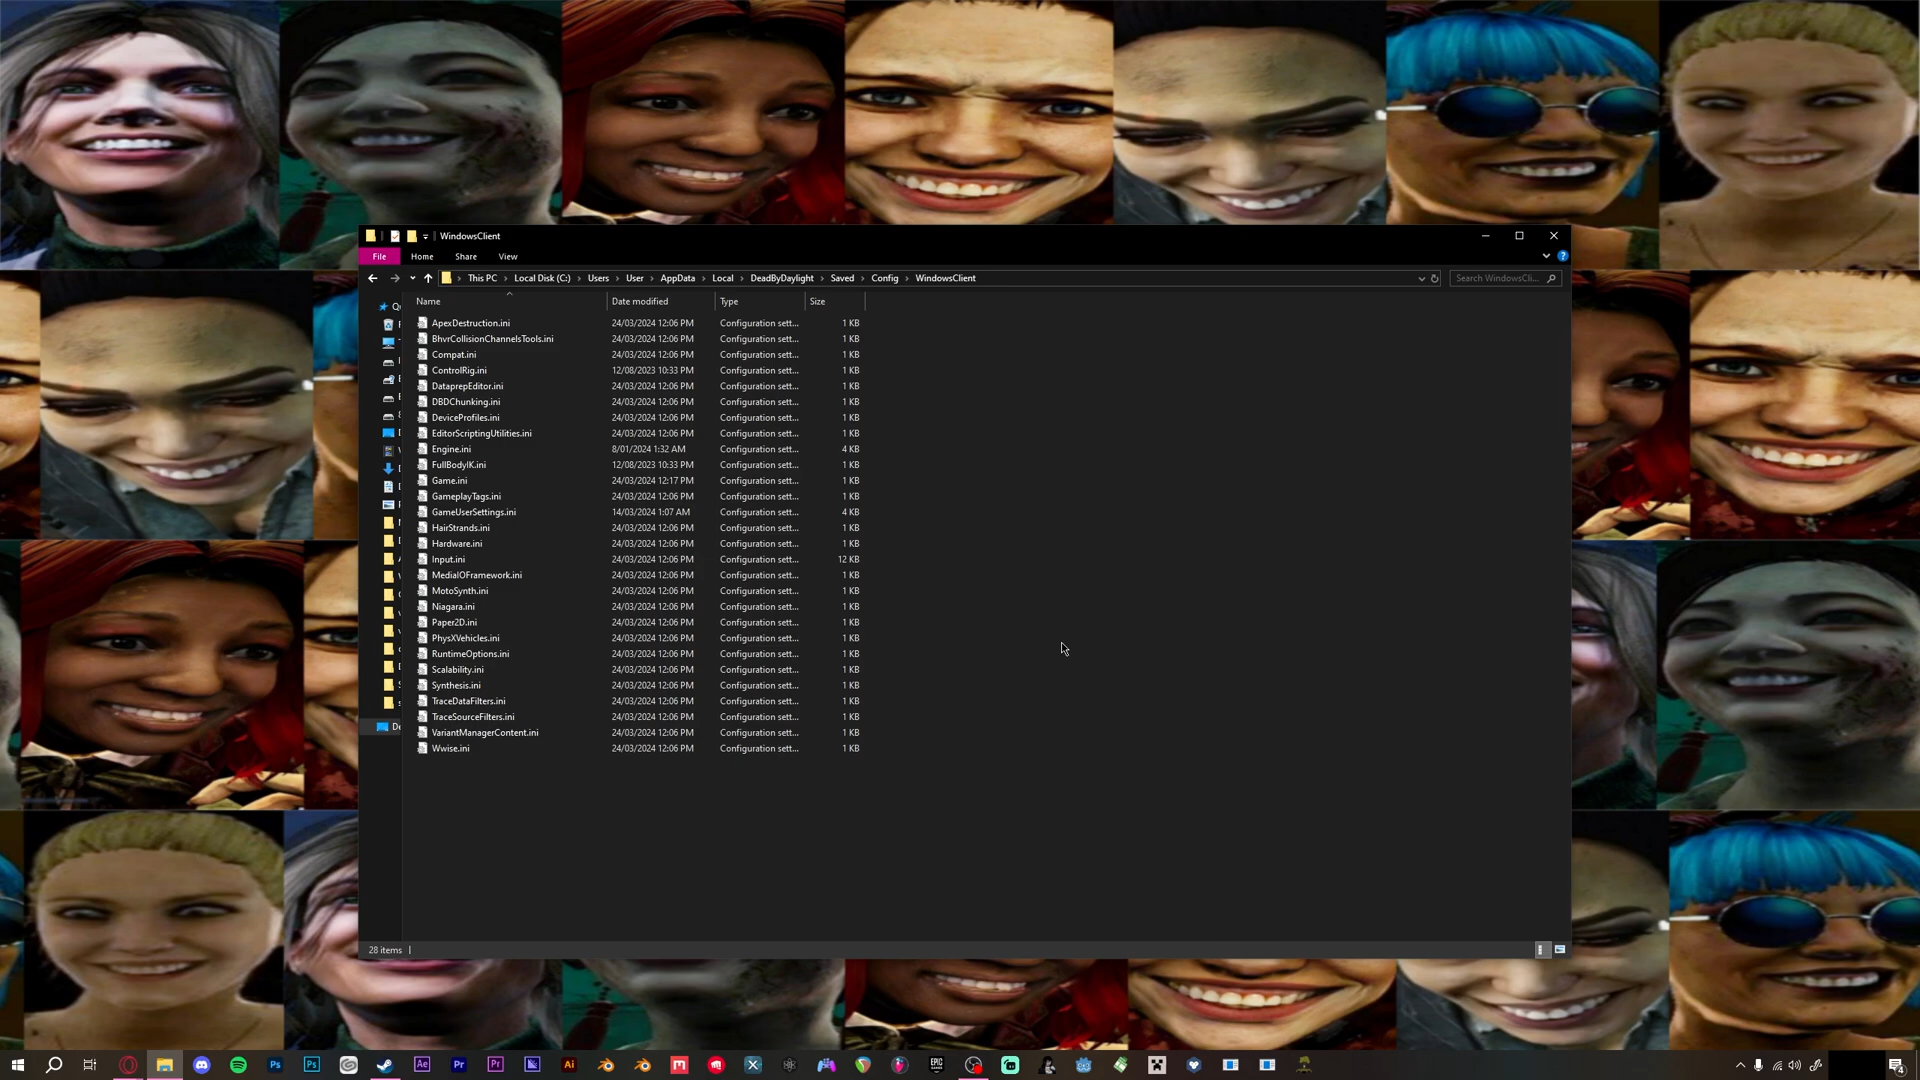 WindowsClient
File Home Share View
This PC Local Disk (C:) Users User AppData Local DeadByDaylight Saved Config WindowsClient
Search WindowsCli...
Name Date modified Type Size
ApexDestruction.ini 24/03/2024 12:06 PM Configuration sett... 1 KB
BhvrCollisionChannelsTools.ini 24/03/2024 12:06 PM Configuration sett... 1 KB
Compat.ini 24/03/2024 12:06 PM Configuration sett... 1 KB
ControlRig.ini 12/08/2023 10:33 PM Configuration sett... 1 KB
DataprepEditor.ini 24/03/2024 12:06 PM Configuration sett... 1 KB
DBDChunking.ini 24/03/2024 12:06 PM Configuration sett... 1 KB
DeviceProfiles.ini 24/03/2024 12:06 PM Configuration sett... 1 KB
EditorScriptingUtilities.ini 24/03/2024 12:06 PM Configuration sett... 1 KB
Engine.ini 8/01/2024 1:32 AM Configuration sett... 4 KB
FullBodyIK.ini 12/08/2023 10:33 PM Configuration sett... 1 KB
Game.ini 24/03/2024 12:17 PM Configuration sett... 1 KB
GameplayTags.ini 24/03/2024 12:06 PM Configuration sett... 1 KB
GameUserSettings.ini 14/03/2024 1:07 AM Configuration sett... 4 KB
HairStrands.ini 24/03/2024 12:06 PM Configuration sett... 1 KB
Hardware.ini 24/03/2024 12:06 PM Configuration sett... 1 KB
Input.ini 24/03/2024 12:06 PM Configuration sett... 12 KB
MediaIOFramework.ini 24/03/2024 12:06 PM Configuration sett... 1 KB
MotoSynth.ini 24/03/2024 12:06 PM Configuration sett... 1 KB
Niagara.ini 24/03/2024 12:06 PM Configuration sett... 1 KB
Paper2D.ini 24/03/2024 12:06 PM Configuration sett... 1 KB
PhysXVehicles.ini 24/03/2024 12:06 PM Configuration sett... 1 KB
RuntimeOptions.ini 24/03/2024 12:06 PM Configuration sett... 1 KB
Scalability.ini 24/03/2024 12:06 PM Configuration sett... 1 KB
Synthesis.ini 24/03/2024 12:06 PM Configuration sett... 1 KB
TraceDataFilters.ini 24/03/2024 12:06 PM Configuration sett... 1 KB
TraceSourceFilters.ini 24/03/2024 12:06 PM Configuration sett... 1 KB
VariantManagerContent.ini 24/03/2024 12:06 PM Configuration sett... 1 KB
Wwise.ini 24/03/2024 12:06 PM Configuration sett... 1 KB
28 items
Ps Ps Ae Pr Pr Ai